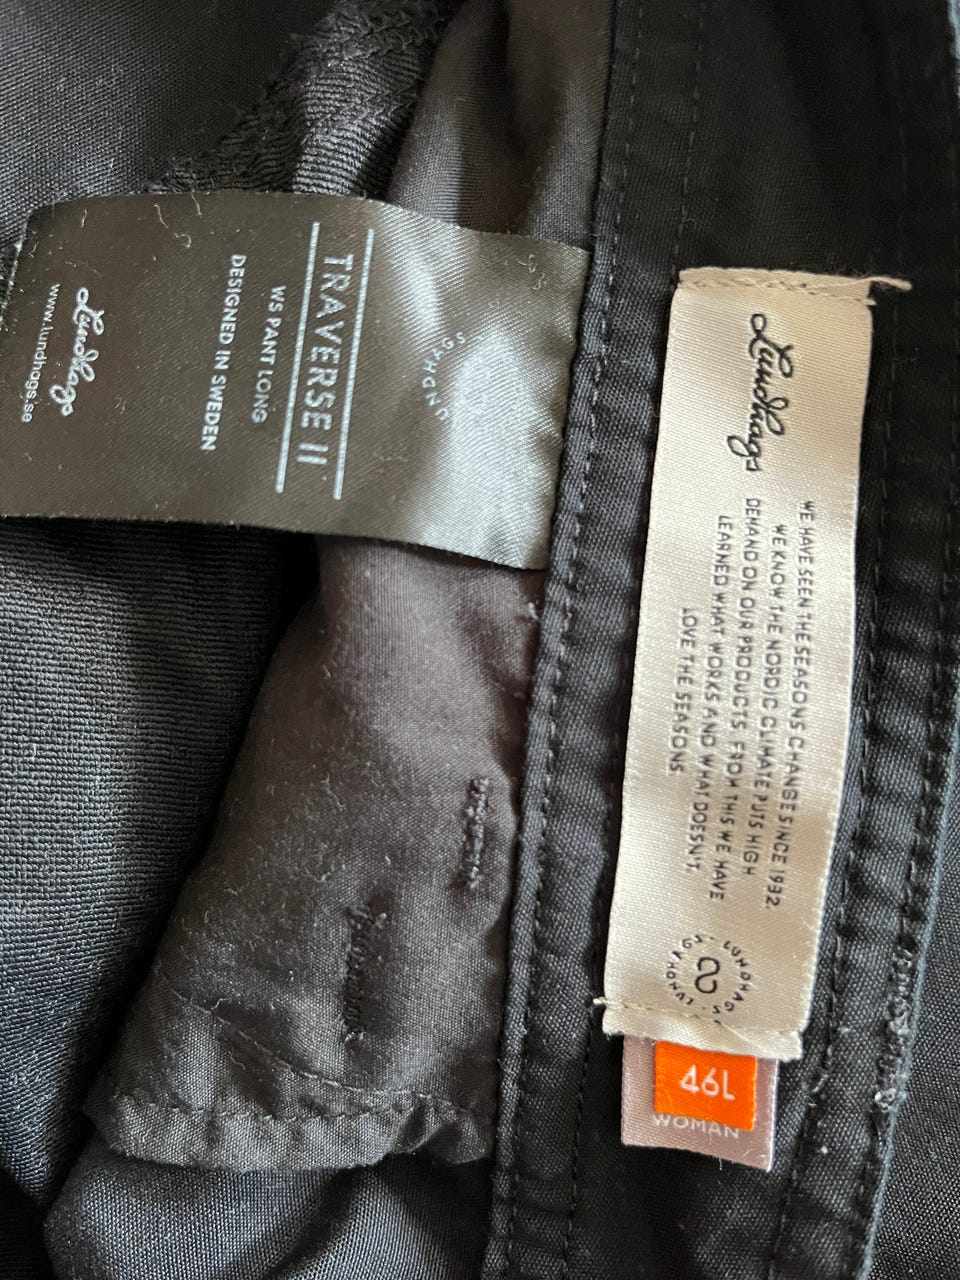 LUNDHAGS
TRAVERSE II
WS PANT LONG
DESIGNED IN SWEDEN
Lundhags
www.lundhags.se
Lundhags
WE HAVE SEEN THE SEASONS CHANGE SINCE 1932.
WE KNOW THE NORDIC CLIMATE PUTS HIGH
DEMAND ON OUR PRODUCTS. FROM THIS WE HAVE
LEARNED WHAT WORKS AND WHAT DOESN'T.
LOVE THE SEASONS
LUNDHAGS · LUNDHAGS ·
46L
WOMAN